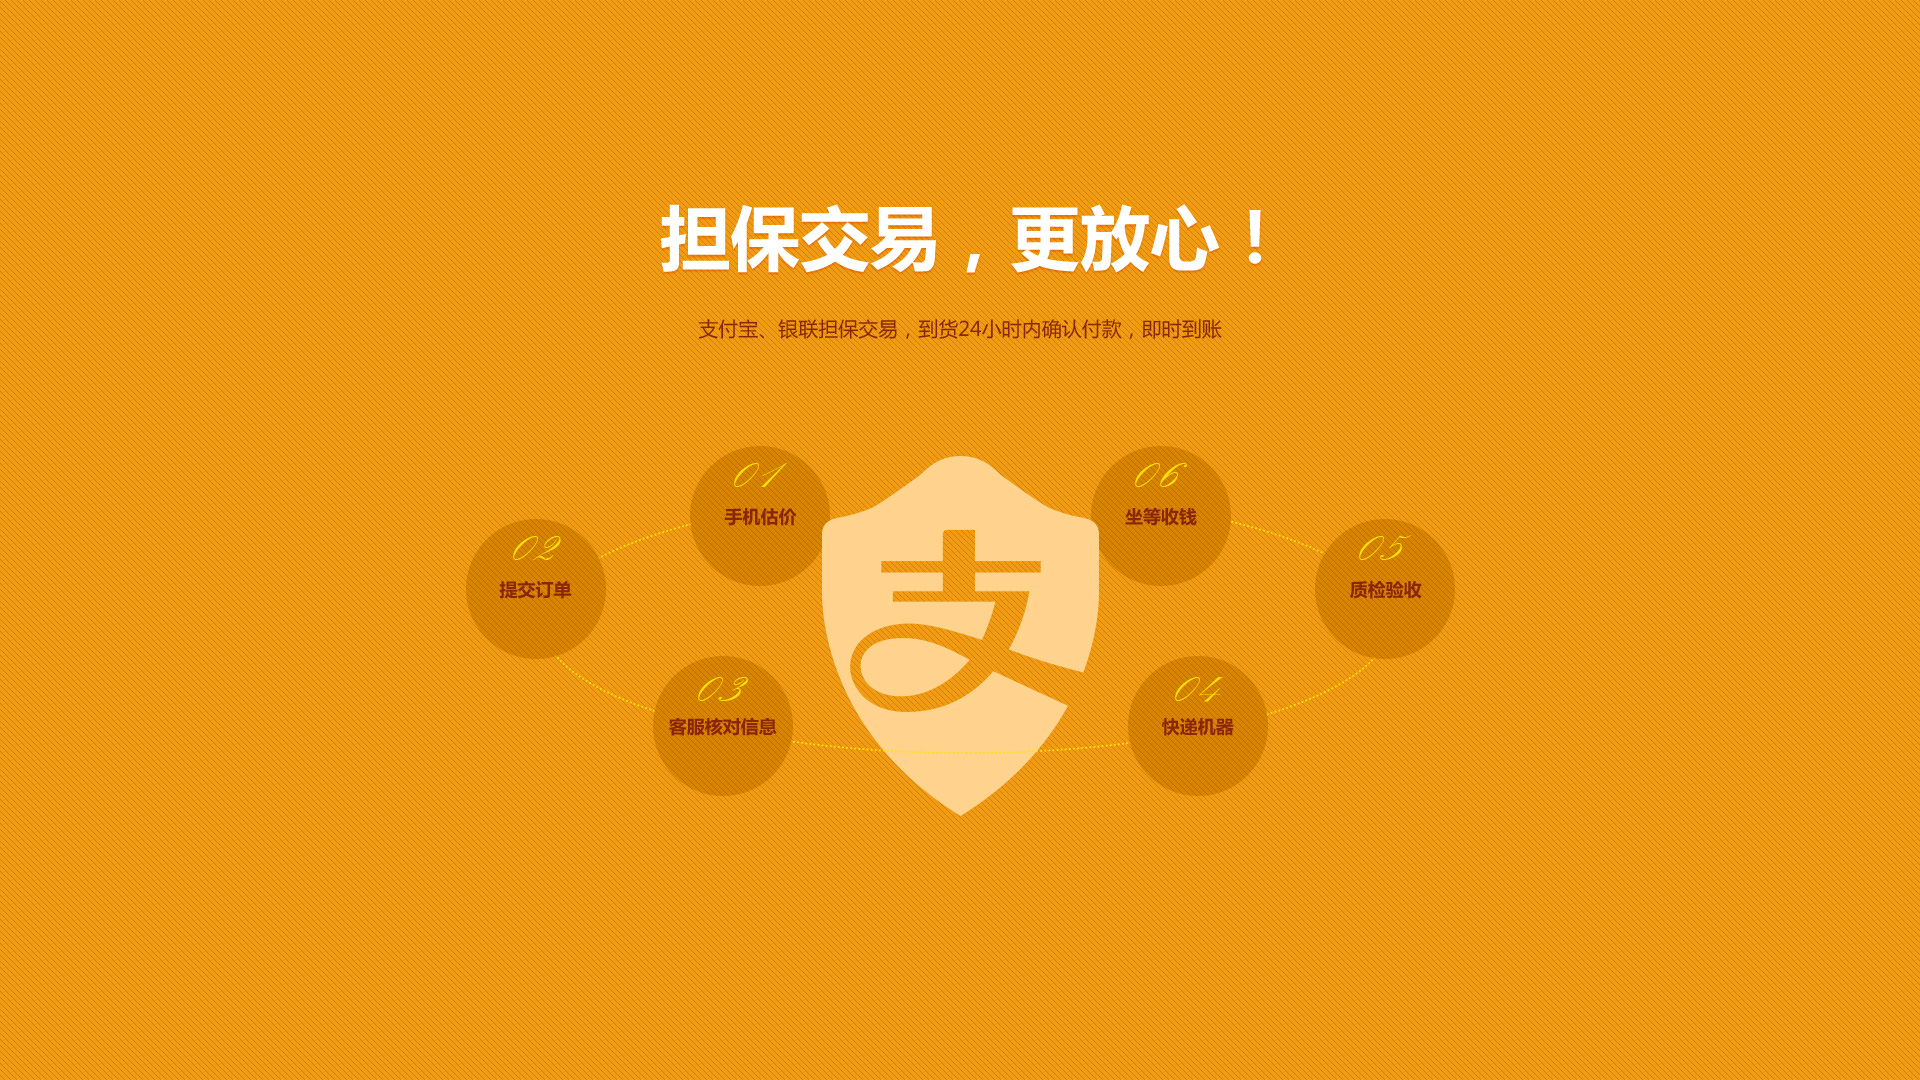 担保交易，更放心！
支付宝、银联担保交易，到货24小时内确认付款，即时到账
01
手机估价
02
提交订单
03
客服核对信息
04
快递机器
05
质检验收
06
坐等收钱
支